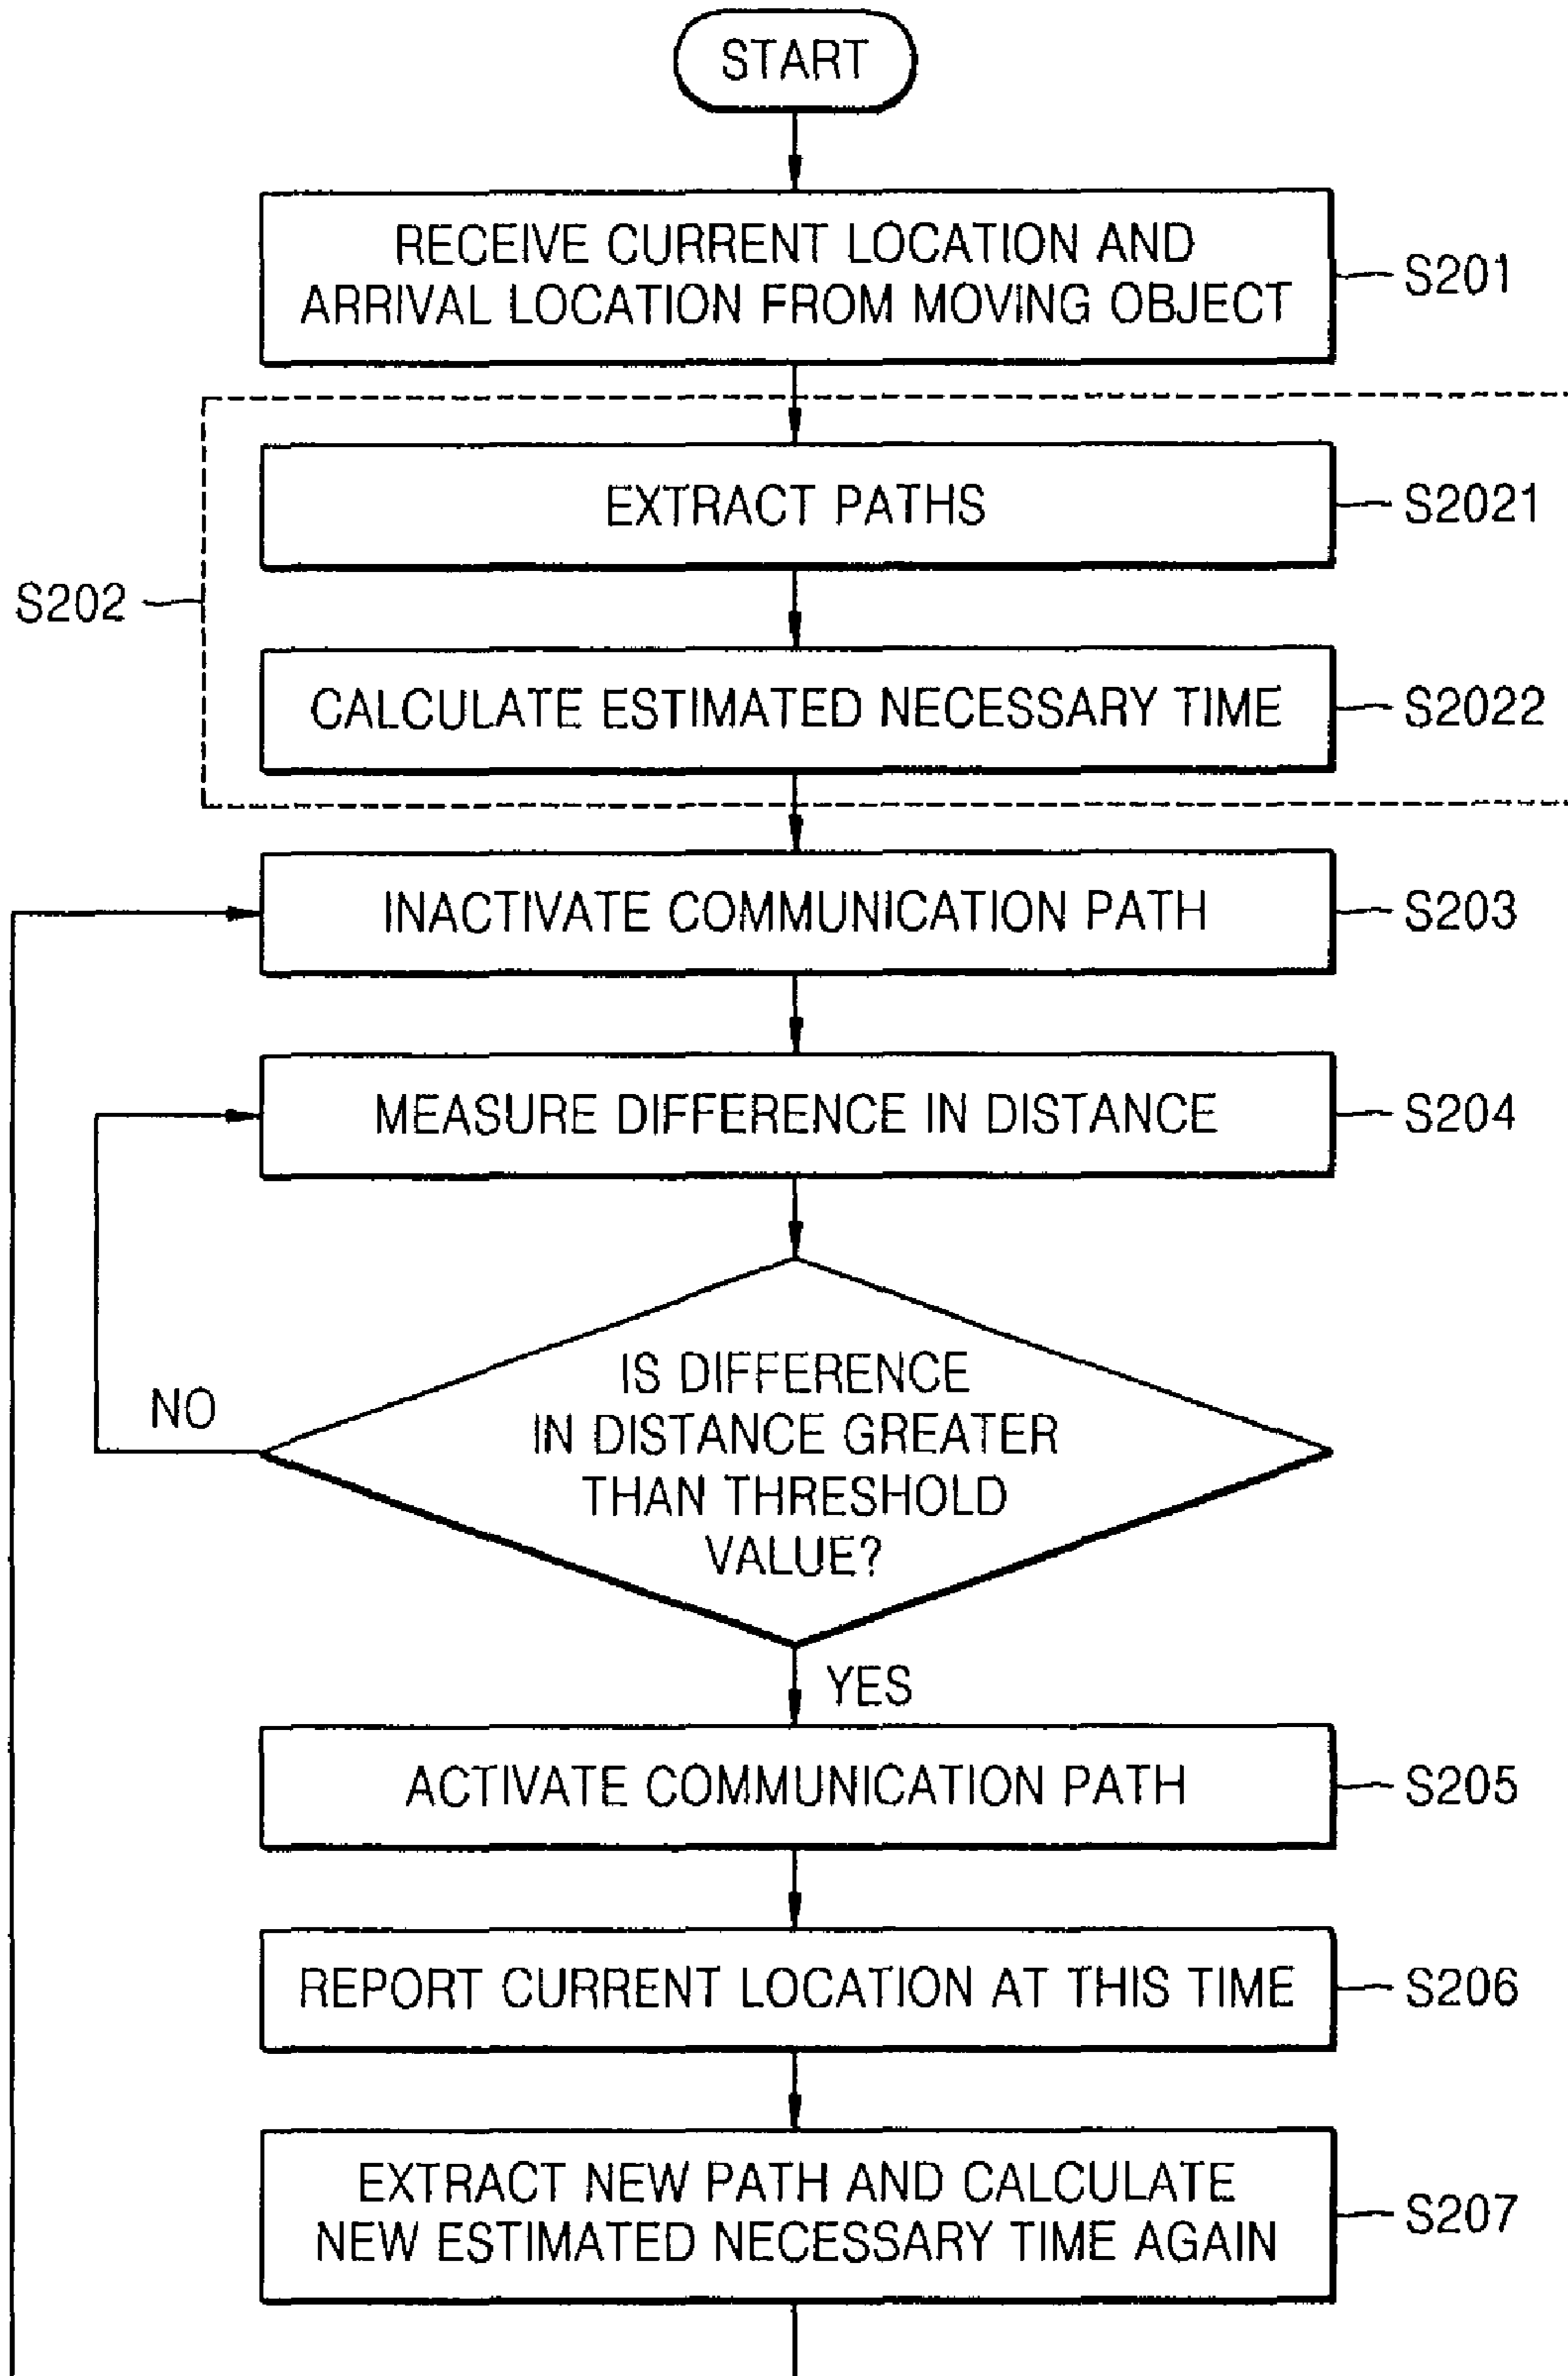 START
RECEIVE CURRENT LOCATION AND
ARRIVAL LOCATION FROM MOVING OBJECT
S201
EXTRACT PATHS
S2021
S202
CALCULATE ESTIMATED NECESSARY TIME
S2022
INACTIVATE COMMUNICATION PATH
S203
MEASURE DIFFERENCE IN DISTANCE
S204
IS DIFFERENCE
IN DISTANCE GREATER
THAN THRESHOLD
VALUE?
NO
YES
ACTIVATE COMMUNICATION PATH
S205
REPORT CURRENT LOCATION AT THIS TIME
S206
EXTRACT NEW PATH AND CALCULATE
NEW ESTIMATED NECESSARY TIME AGAIN
S207